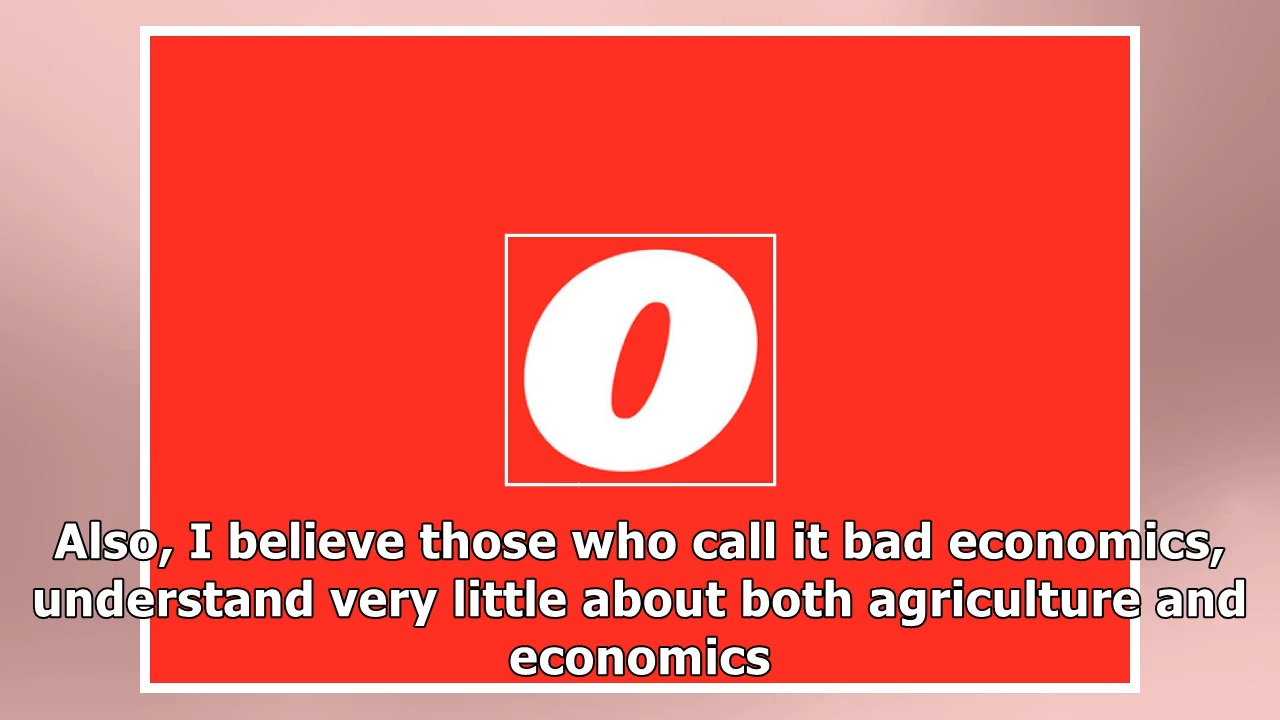 O
Also, I believe those who call it bad economics,
understand very little about both agriculture and
economics